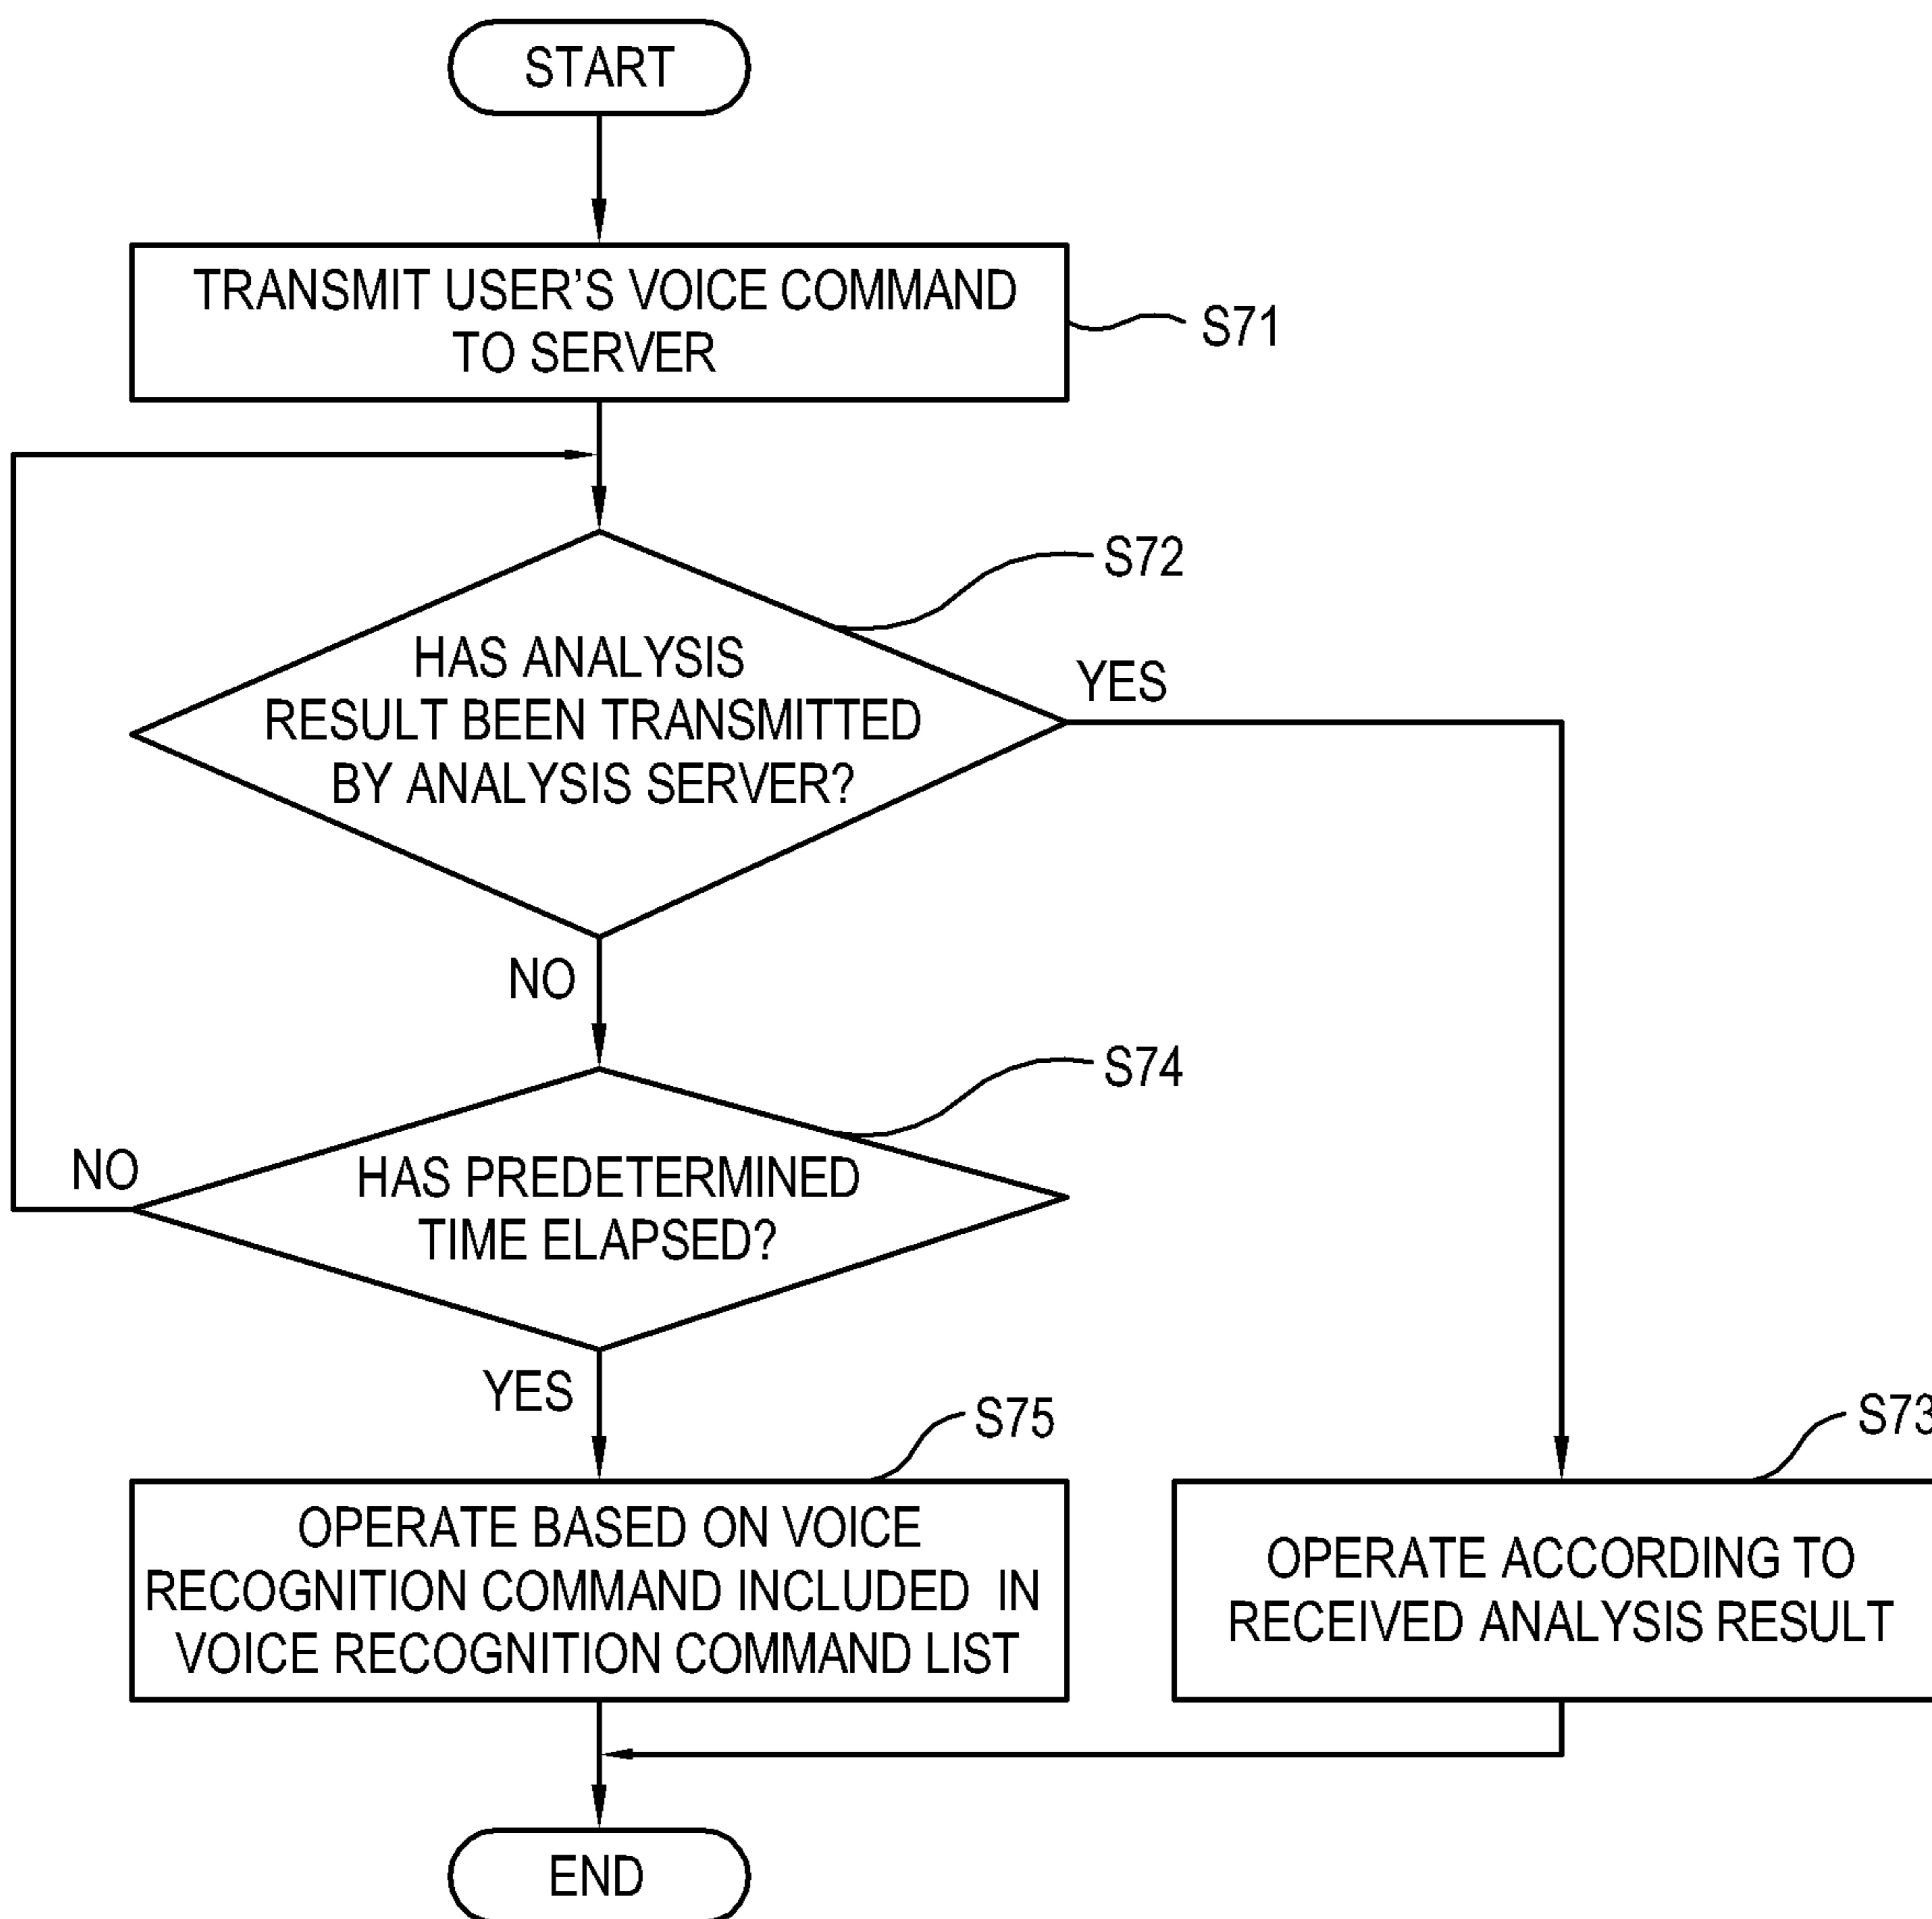 START
TRANSMIT USER'S VOICE COMMAND
TO SERVER
S71
S72
HAS ANALYSIS
RESULT BEEN TRANSMITTED
BY ANALYSIS SERVER?
YES
NO
S74
HAS PREDETERMINED
TIME ELAPSED?
NO
YES
S75
S73
OPERATE BASED ON VOICE
RECOGNITION COMMAND INCLUDED IN
VOICE RECOGNITION COMMAND LIST
OPERATE ACCORDING TO
RECEIVED ANALYSIS RESULT
END